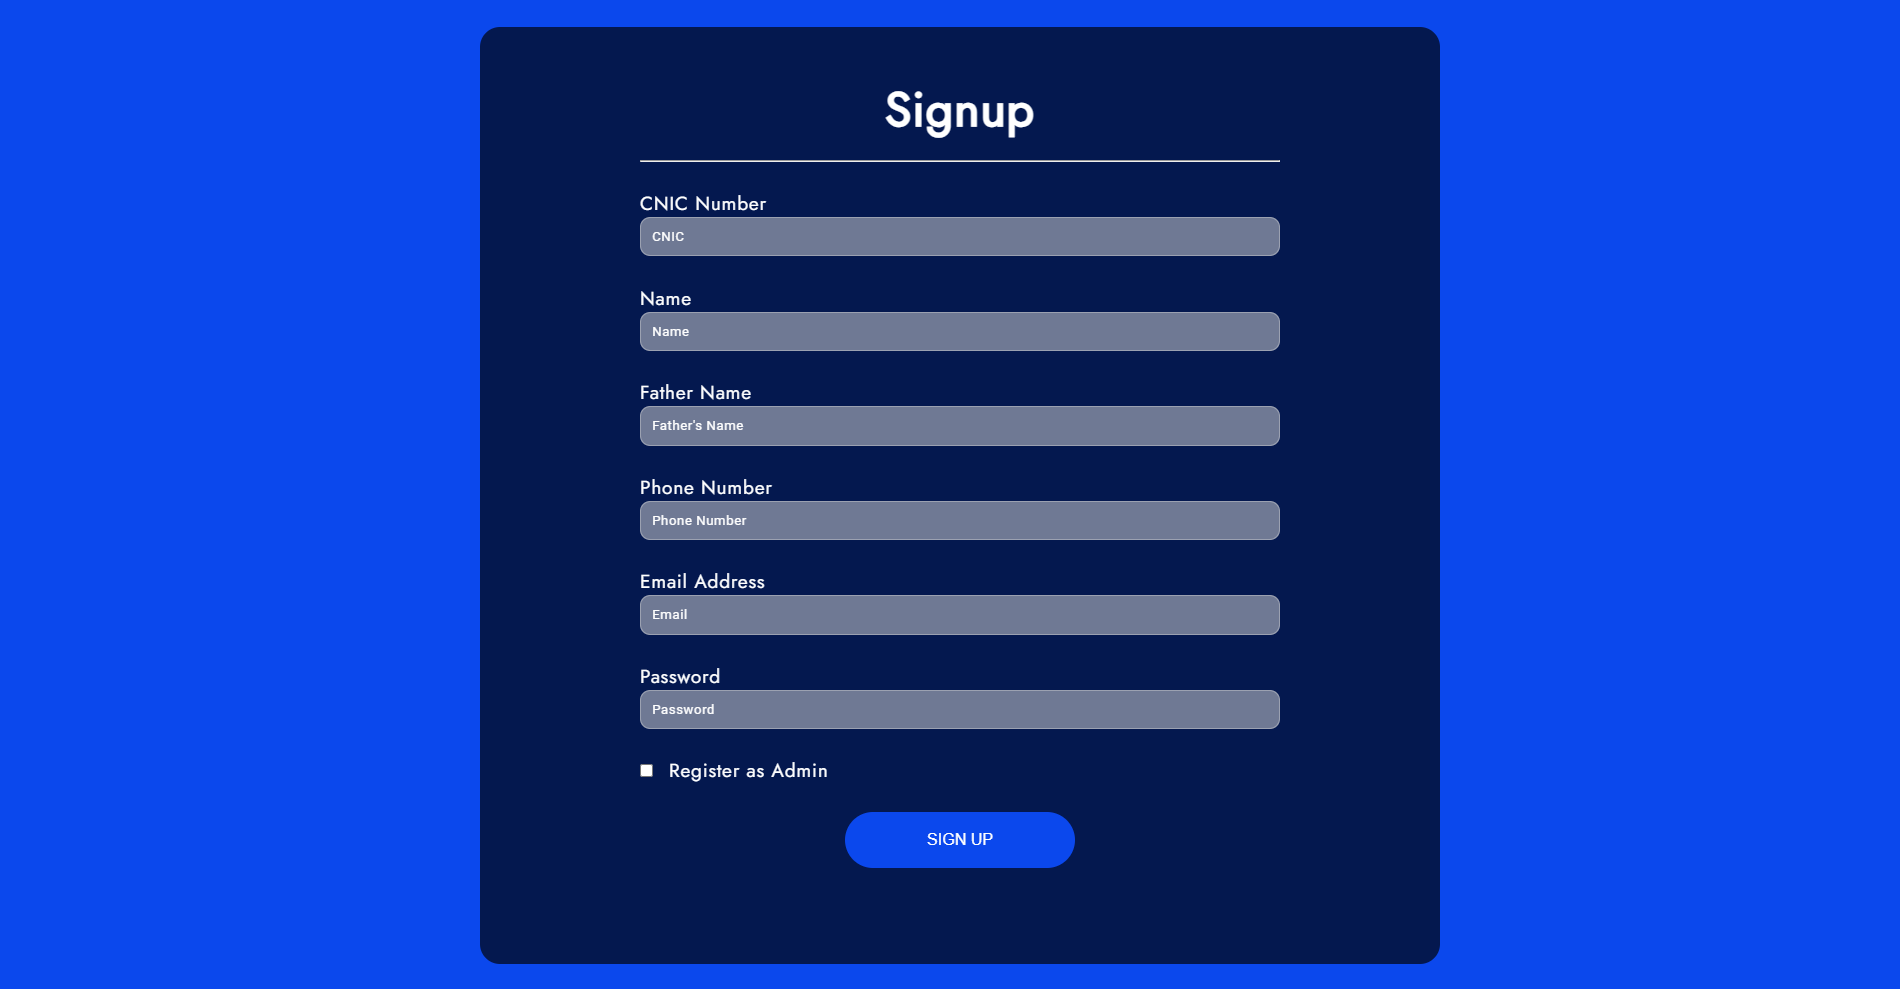 Signup
CNIC Number
CNIC
Name
Name
Father Name
Father's Name
Phone Number
Phone Number
Email Address
Email
Password
Password
Register as Admin
SIGN UP